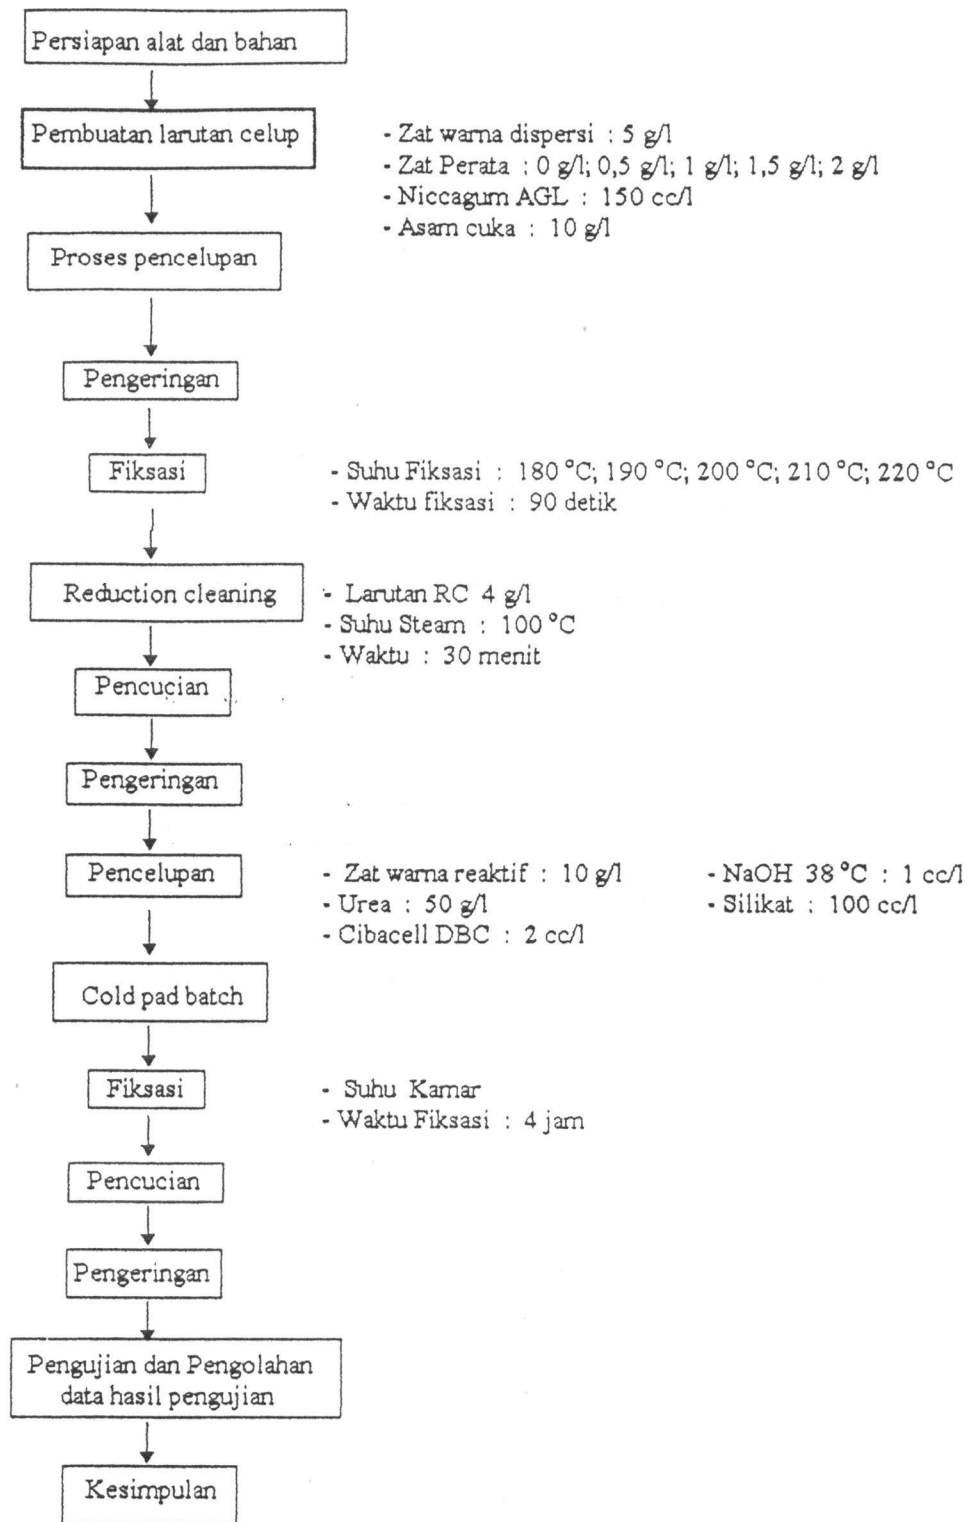 Persiapan alat dan bahan
Pembuatan larutan celup
- Zat warna dispersi : 5 g/l
- Zat Perata : 0 g/l; 0,5 g/l; 1 g/l; 1,5 g/l; 2 g/l
- Niccagum AGL : 150 cc/l
- Asam cuka : 10 g/l
Proses pencelupan
Pengeringan
Fiksasi
- Suhu Fiksasi : 180 °C; 190 °C; 200 °C; 210 °C; 220 °C
- Waktu fiksasi : 90 detik
Reduction cleaning
- Larutan RC 4 g/l
- Suhu Steam : 100 °C
- Waktu : 30 menit
Pencucian
Pengeringan
Pencelupan
- Zat warna reaktif : 10 g/l
- Urea : 50 g/l
- Cibacell DBC : 2 cc/l
- NaOH 38 °C : 1 cc/l
- Silikat : 100 cc/l
Cold pad batch
Fiksasi
- Suhu Kamar
- Waktu Fiksasi : 4 jam
Pencucian
Pengeringan
Pengujian dan Pengolahan
data hasil pengujian
Kesimpulan